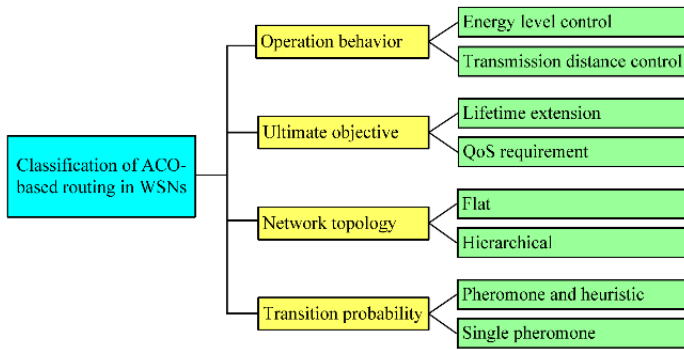 Classification of ACO-
based routing in WSNs
Operation behavior
Energy level control
Transmission distance control
Ultimate objective
Lifetime extension
QoS requirement
Network topology
Flat
Hierarchical
Transition probability
Pheromone and heuristic
Single pheromone